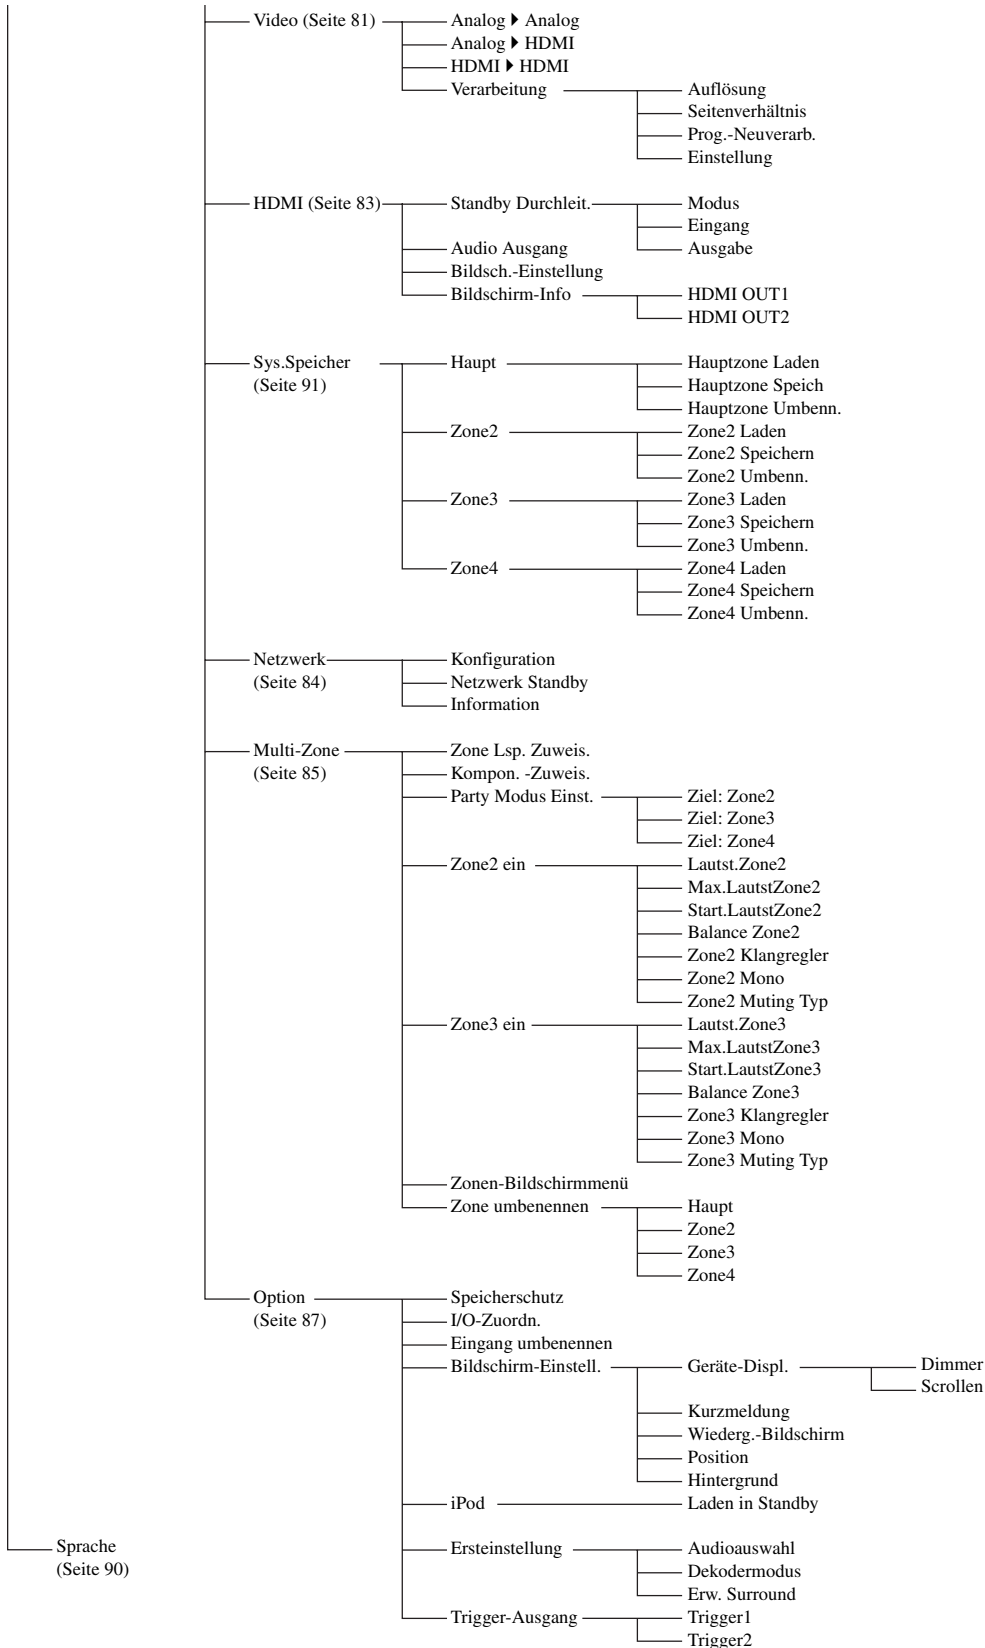 Video (Seite 81) Analog ▶ Analog
Analog ▶ HDMI
HDMI ▶ HDMI
Verarbeitung Auflösung
Seitenverhältnis
Prog.-Neuverarb.
Einstellung
HDMI (Seite 83) Standby Durchleit. Modus
Eingang
Audio Ausgang Ausgabe
Bildsch.-Einstellung
Bildschirm-Info HDMI OUT1
HDMI OUT2
Sys.Speicher Haupt Hauptzone Laden
(Seite 91) Hauptzone Speich
Hauptzone Umbenn.
Zone2 Zone2 Laden
Zone2 Speichern
Zone2 Umbenn.
Zone3 Zone3 Laden
Zone3 Speichern
Zone3 Umbenn.
Zone4 Zone4 Laden
Zone4 Speichern
Zone4 Umbenn.
Netzwerk Konfiguration
(Seite 84) Netzwerk Standby
Information
Multi-Zone Zone Lsp. Zuweis.
(Seite 85) Kompon. -Zuweis.
Party Modus Einst. Ziel: Zone2
Ziel: Zone3
Ziel: Zone4
Zone2 ein Lautst.Zone2
Max.LautstZone2
Start.LautstZone2
Balance Zone2
Zone2 Klangregler
Zone2 Mono
Zone2 Muting Typ
Zone3 ein Lautst.Zone3
Max.LautstZone3
Start.LautstZone3
Balance Zone3
Zone3 Klangregler
Zone3 Mono
Zone3 Muting Typ
Zonen-Bildschirmmenü
Zone umbenennen Haupt
Zone2
Zone3
Zone4
Option Speicherschutz
(Seite 87) I/O-Zuordn.
Eingang umbenennen
Bildschirm-Einstell. Geräte-Displ. Dimmer
Scrollen
Kurzmeldung
Wiederg.-Bildschirm
Position
Hintergrund
iPod Laden in Standby
Sprache Ersteinstellung Audioauswahl
(Seite 90) Dekodermodus
Erw. Surround
Trigger-Ausgang Trigger1
Trigger2